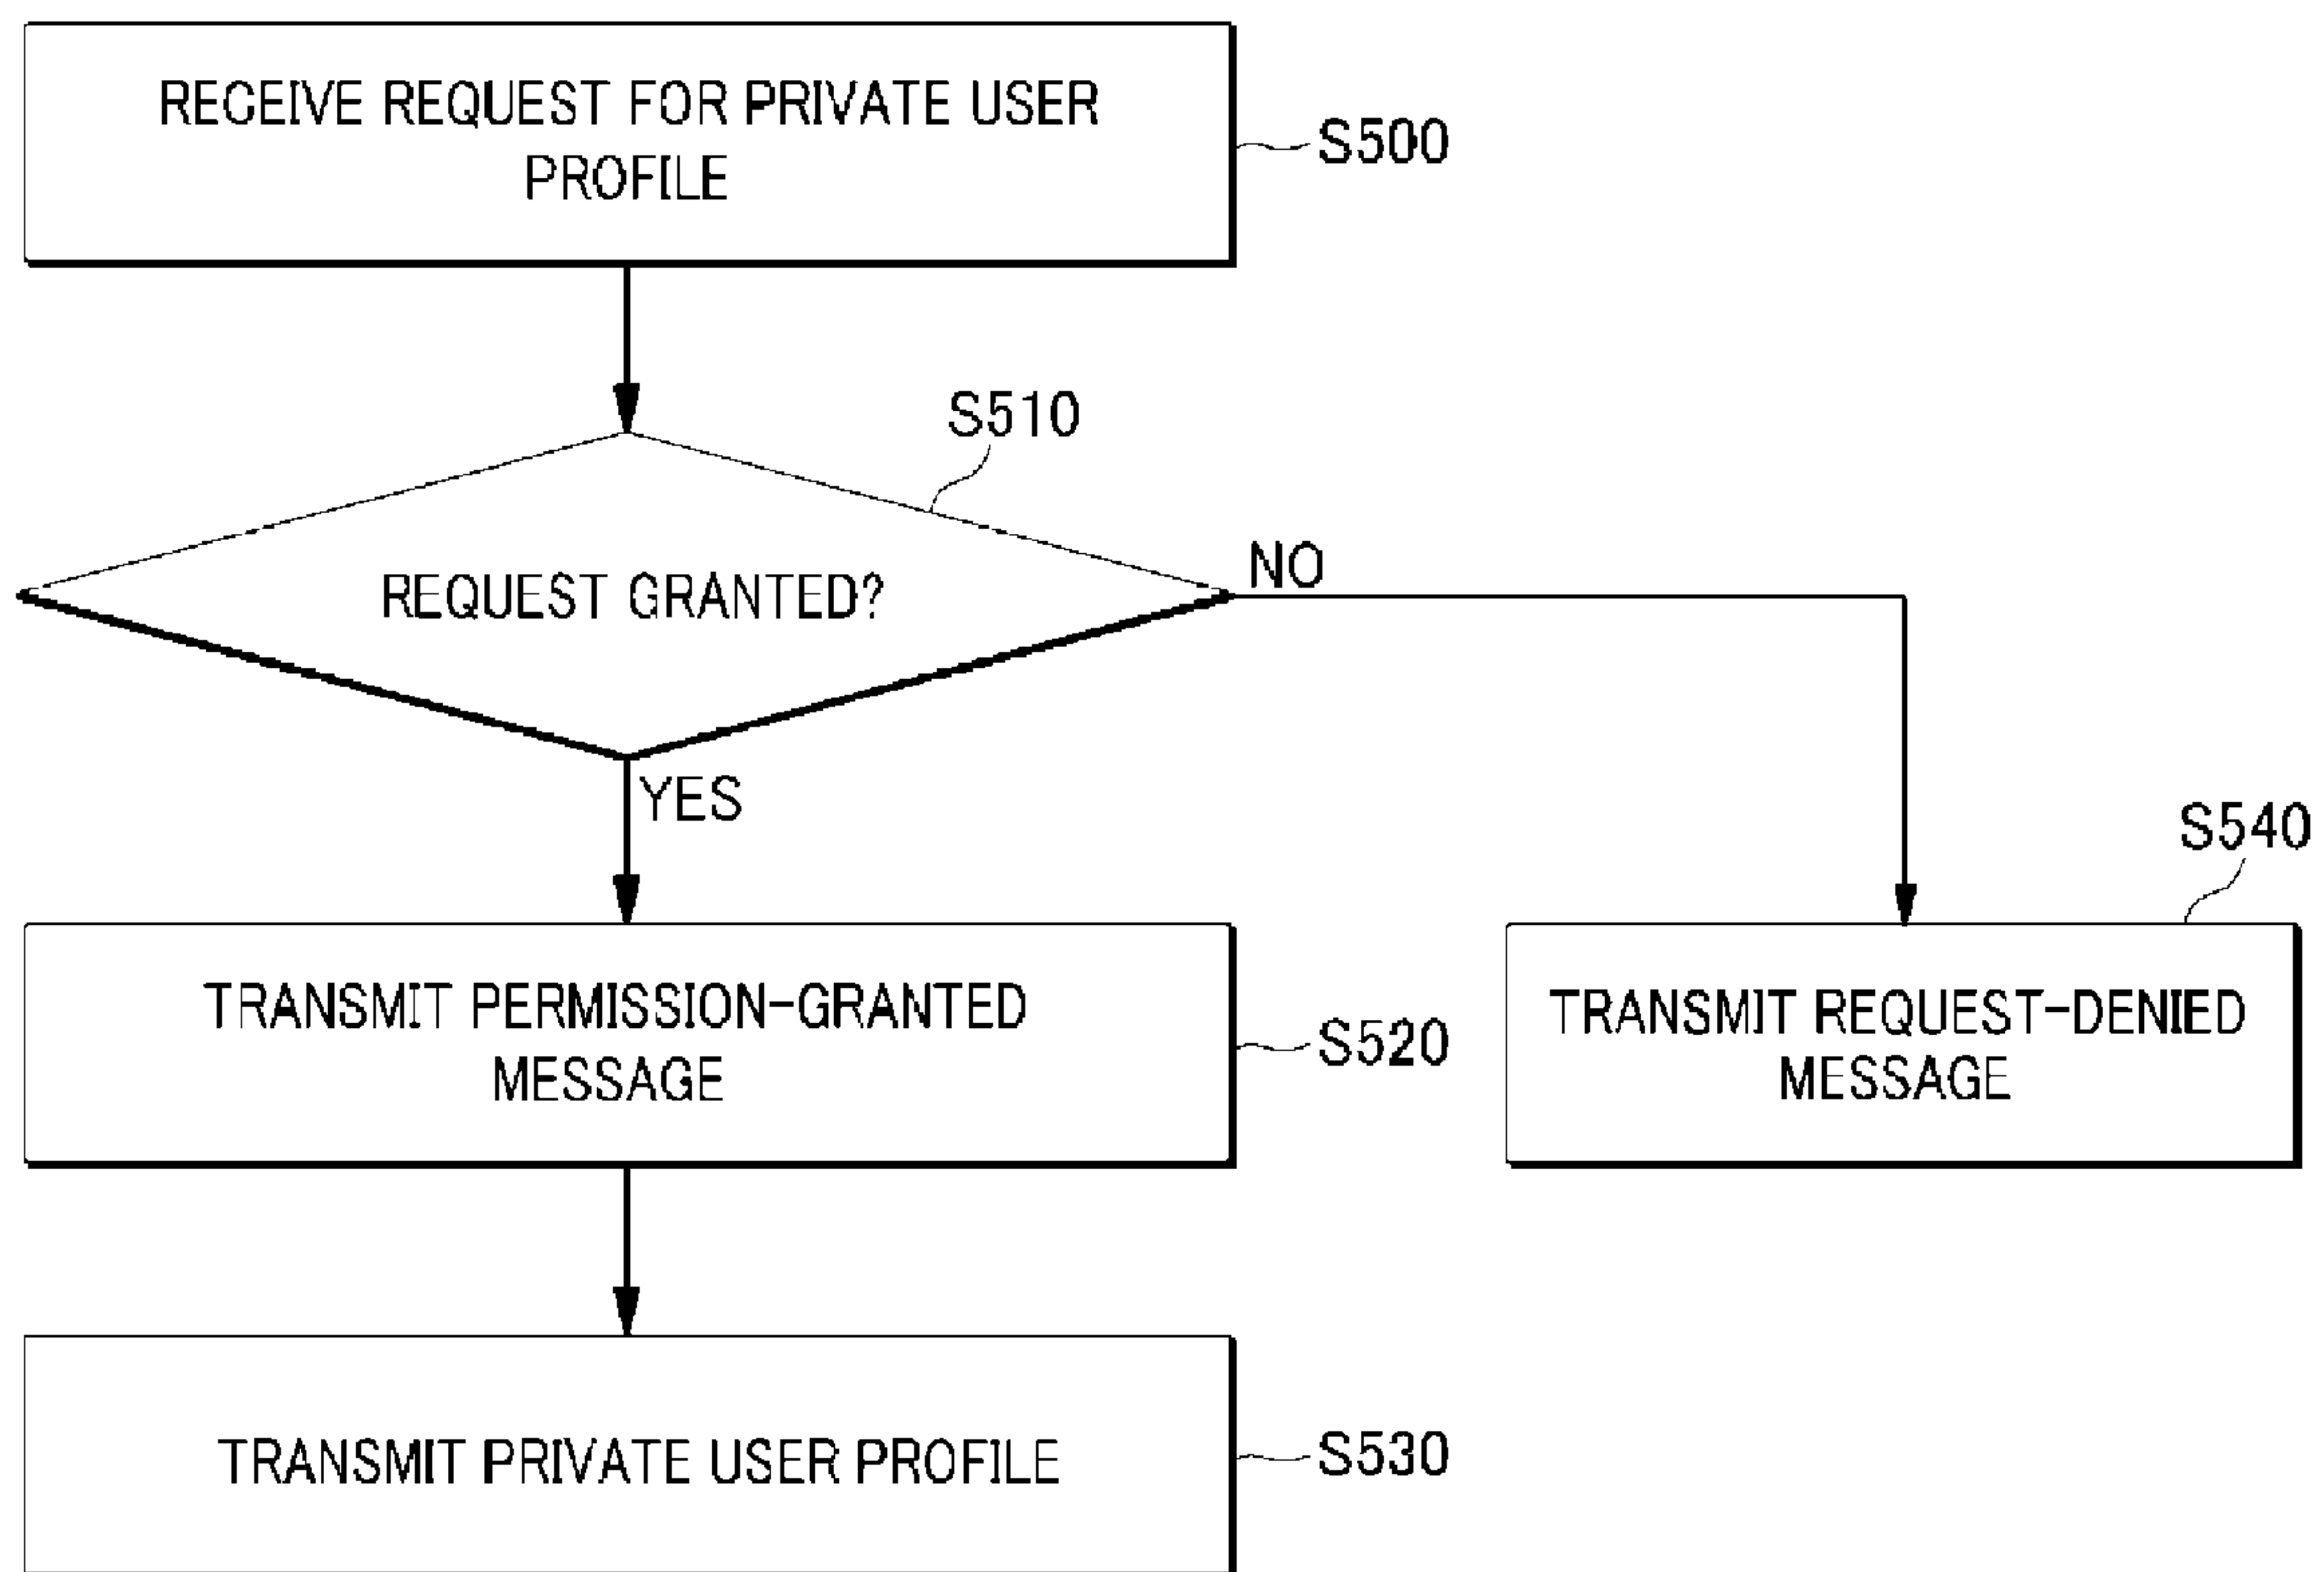 RECEIVE REQUEST FOR PRIVATE USER
PROFILE
S500
S510
REQUEST GRANTED?
NO
YES
S540
TRANSMIT PERMISSION-GRANTED
MESSAGE
S520
TRANSMIT REQUEST-DENIED
MESSAGE
TRANSMIT PRIVATE USER PROFILE
S530